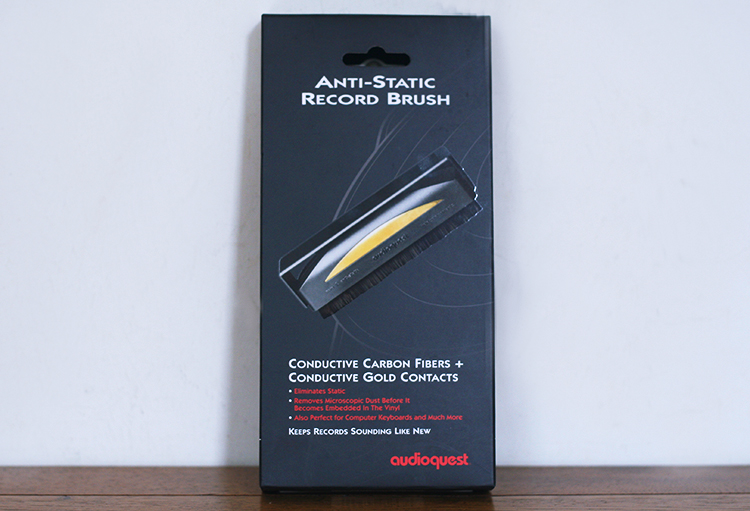 Anti-Static
Record Brush
Conductive Carbon Fibers +
Conductive Gold Contacts
• Eliminates Static
• Removes Microscopic Dust Before It
Becomes Embedded In The Vinyl
• Also Perfect for Computer Keyboards and Much More
Keeps Records Sounding Like New
audioquest